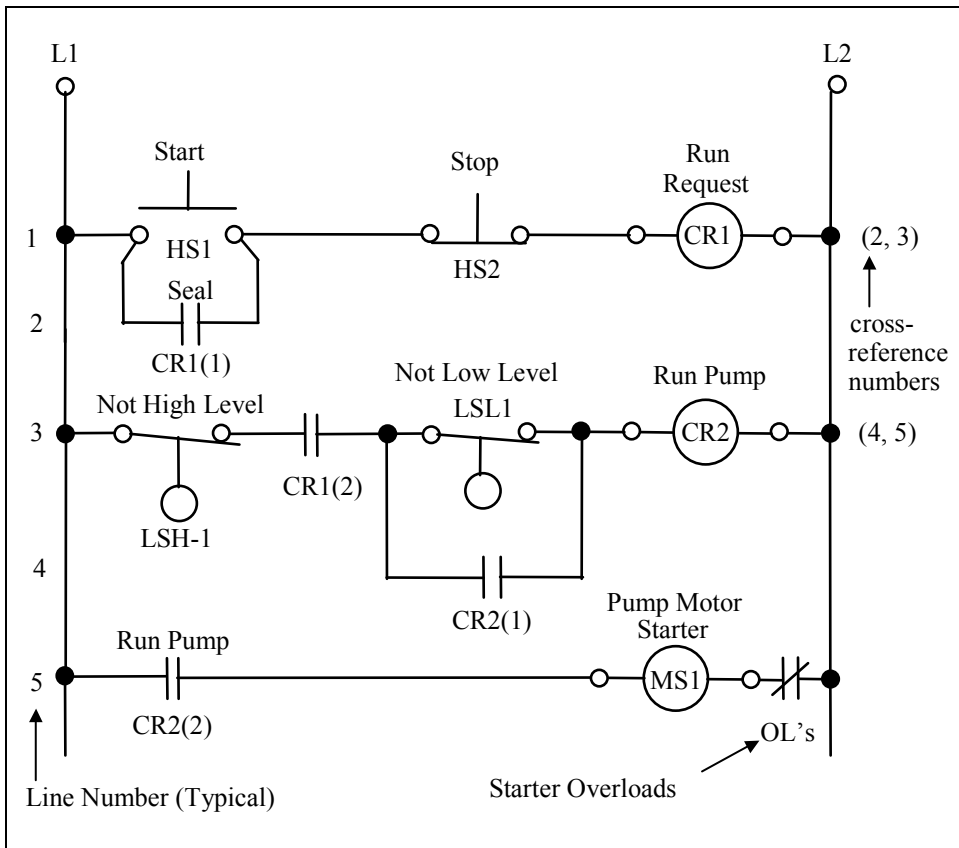 L1
L2
Start
Stop
Run
Request
1
HS1
HS2
CR1
(2, 3)
Seal
2
CR1(1)
cross-
reference
numbers
Not High Level
Not Low Level
LSL1
Run Pump
3
CR1(2)
CR2
(4, 5)
LSH-1
4
CR2(1)
Run Pump
Pump Motor
Starter
5
CR2(2)
MS1
OL’s
Line Number (Typical)
Starter Overloads